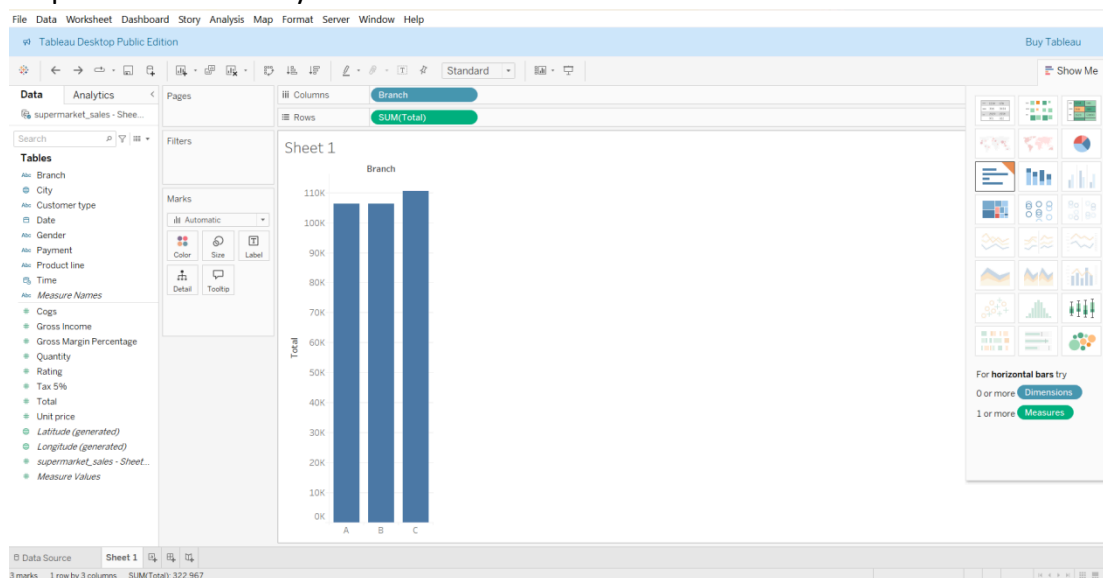 File Data Worksheet Dashboard Story Analysis Map Format Server Window Help
Tableau Desktop Public Edition Buy Tableau
Standard Show Me
Data Analytics Pages Columns Branch
supermarket_sales - Shee... Rows SUM(Total)
Search Filters Sheet 1
Tables
Abc Branch
City
Abc Customer type
Date
Abc Gender
Abc Payment
Abc Product line
Time
Abc Measure Names
Cogs
Gross Income
Gross Margin Percentage
Quantity
Rating
Tax 5%
Total
Unit price
Latitude (generated)
Longitude (generated)
supermarket_sales - Sheet...
Measure Values
Marks
Automatic
Color Size Label
Detail Tooltip
Branch
110K
100K
90K
80K
70K
60K
50K
40K
30K
20K
10K
0K
Total
A B C
For horizontal bars try
0 or more Dimensions
1 or more Measures
Data Source Sheet 1
3 marks 1 row by 3 columns SUM(Total): 322,967